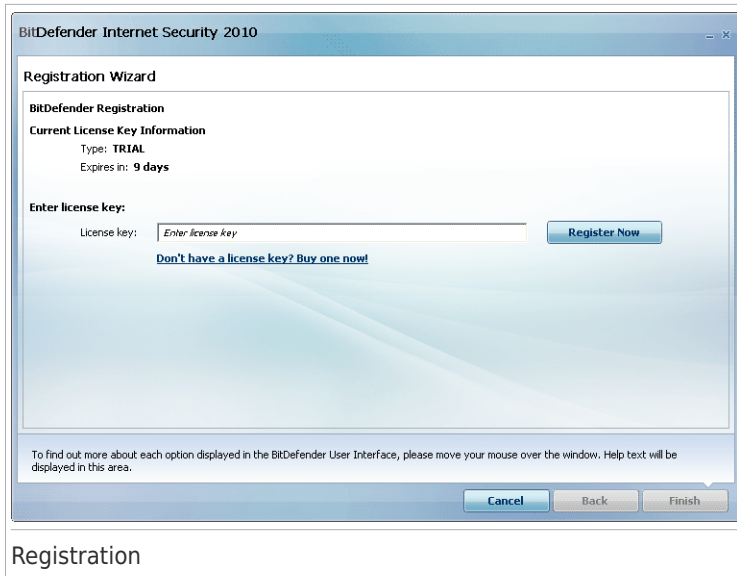 BitDefender Internet Security 2010
Registration Wizard
BitDefender Registration
Current License Key Information
Type: TRIAL
Expires in: 9 days
Enter license key:
License key: Enter license key Register Now
Don't have a license key? Buy one now!
To find out more about each option displayed in the BitDefender User Interface, please move your mouse over the window. Help text will be
displayed in this area.
Cancel Back Finish
Registration